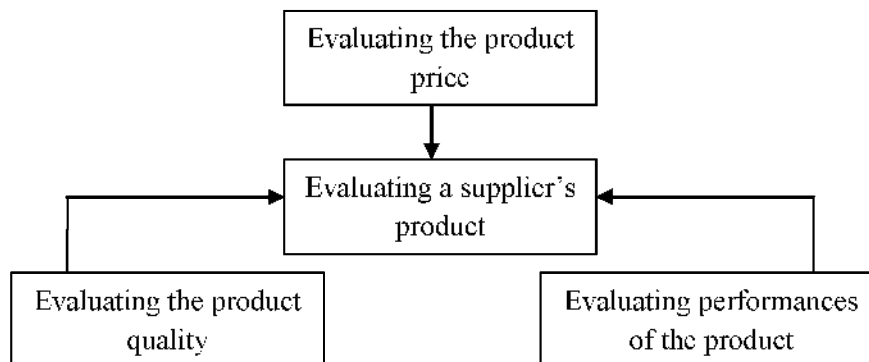 Evaluating the product
price
Evaluating a supplier's
product
Evaluating the product
quality
Evaluating performances
of the product